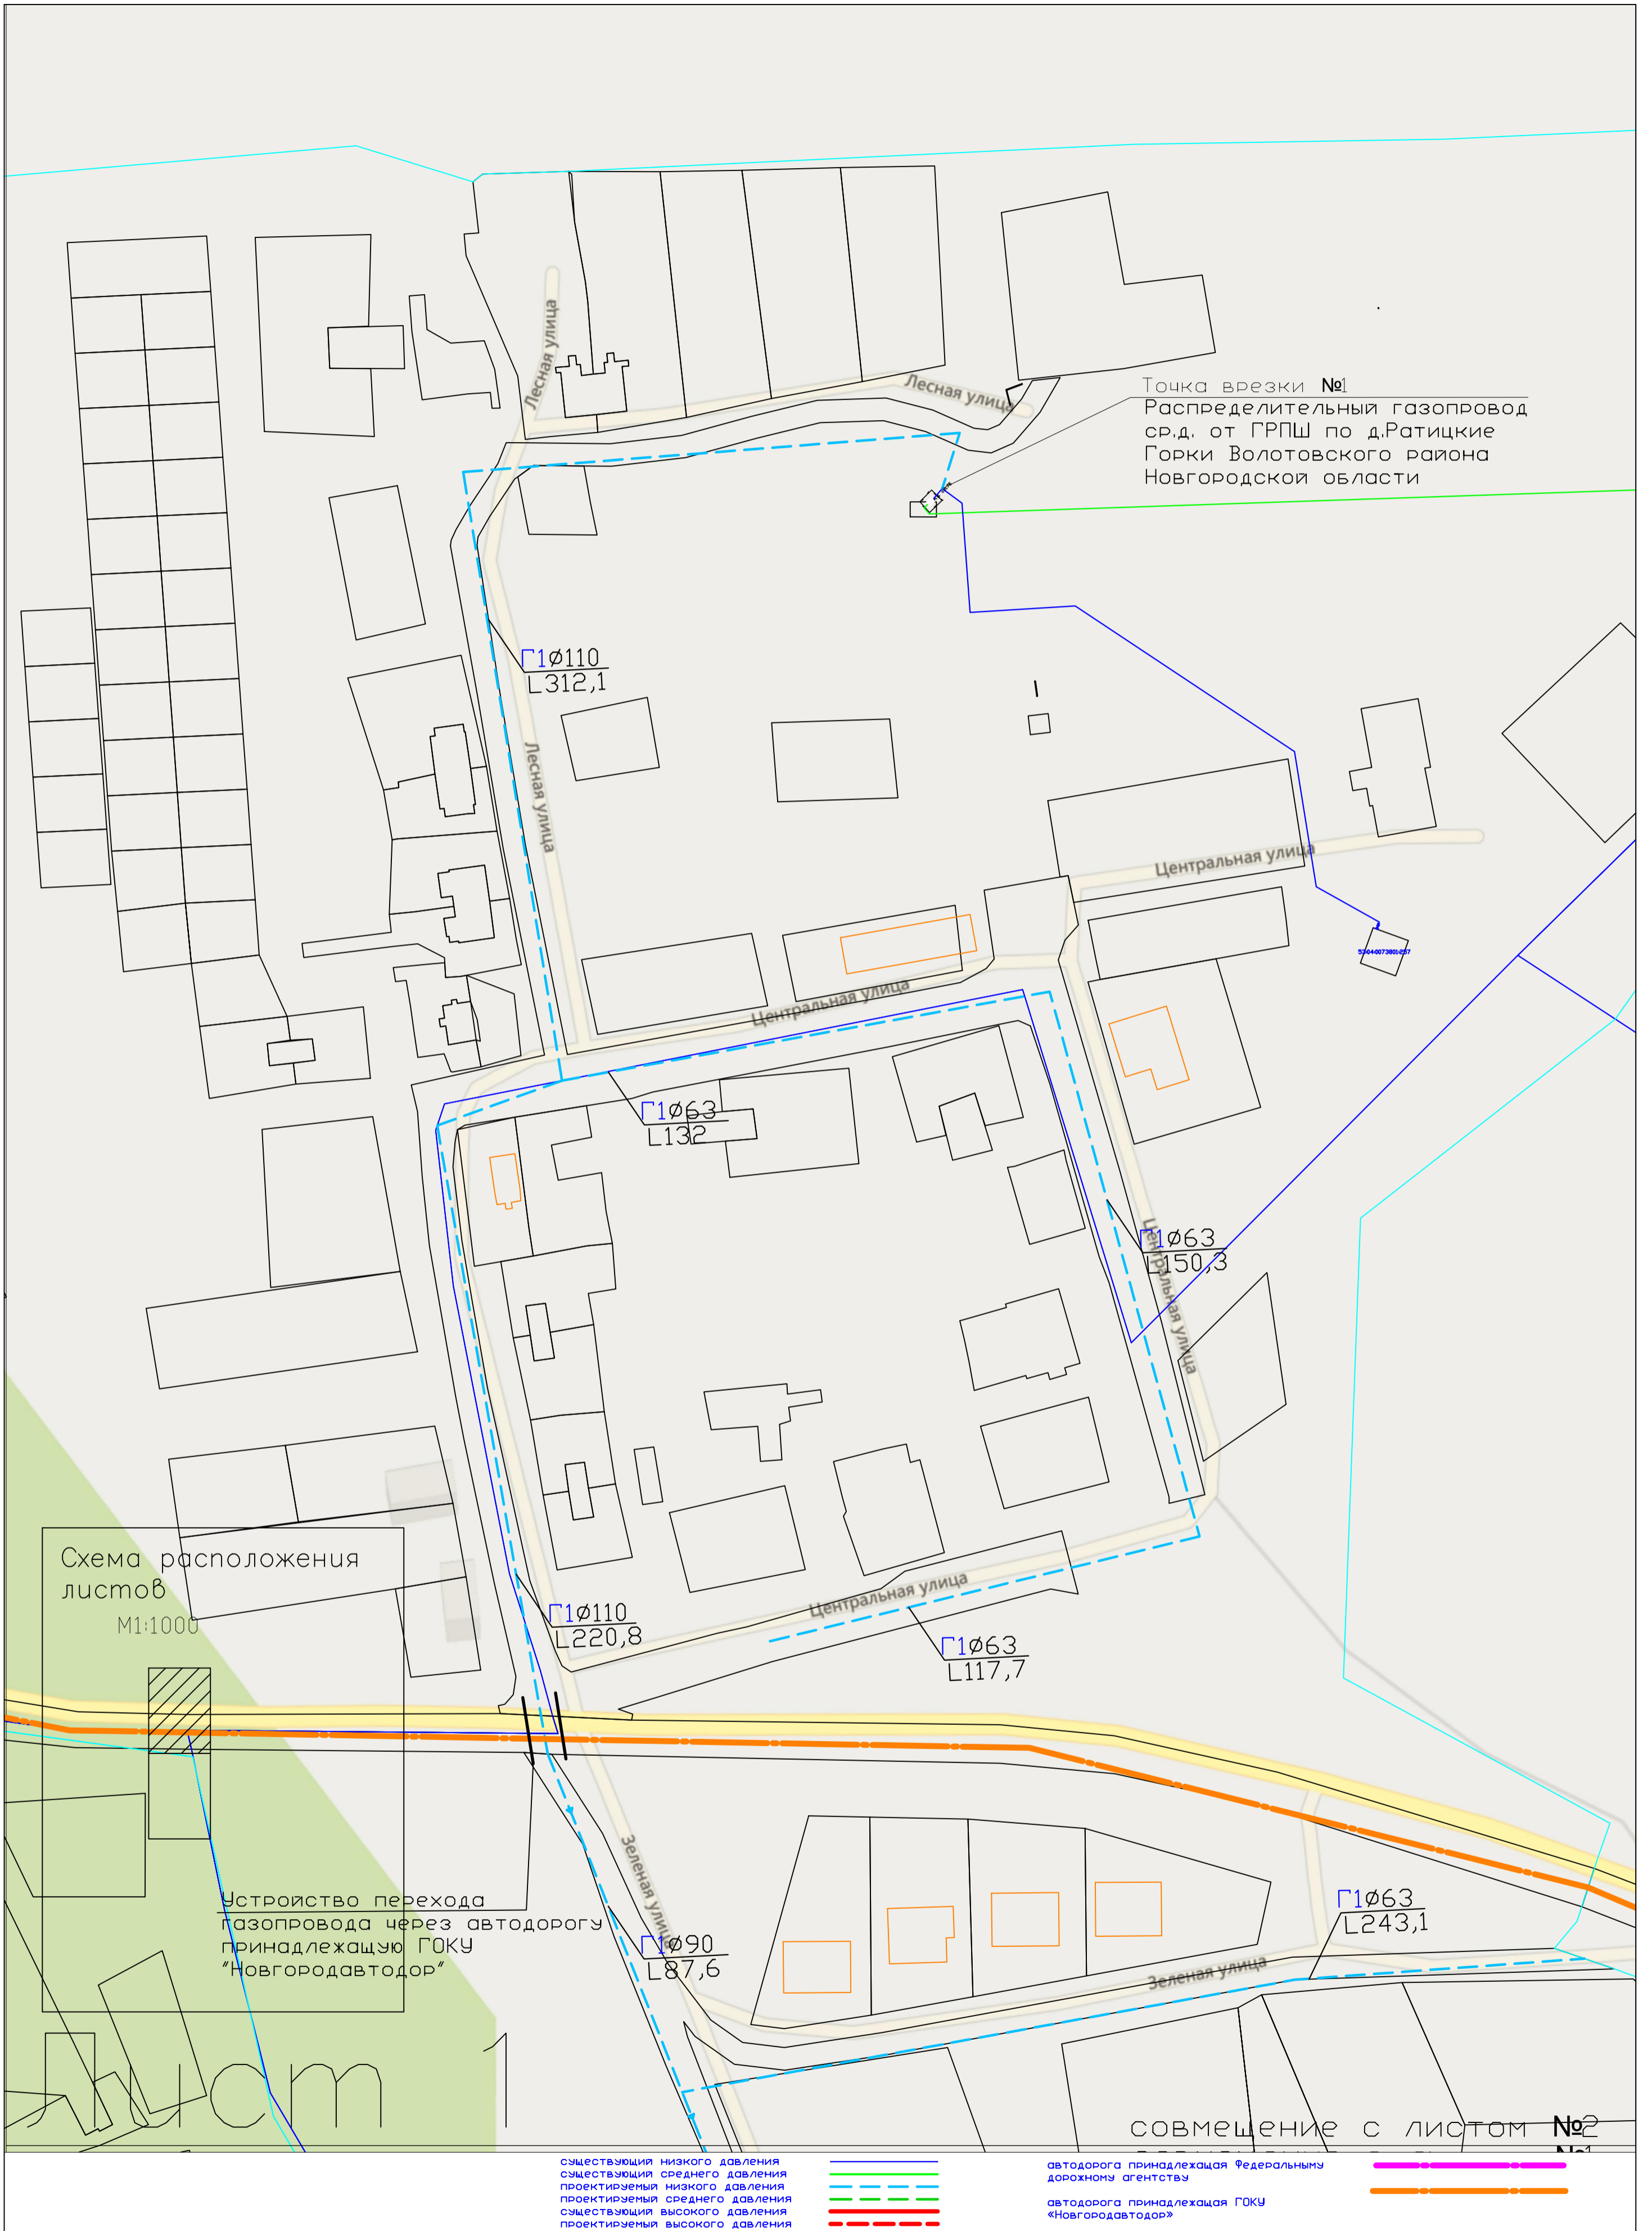 Лесная улица
Лесная улица
Точка врезки №1
Распределительный газопровод
ср.д. от ГРПШ по д.Ратицкие
Горки Волотовского района
Новгородской области
Г1Ø110
L312,1
Лесная улица
Центральная улица
Центральная улица
Г1Ø63
L132
Г1Ø63
L150,3
Центральная улица
Схема расположения
листов
М1:1000
Центральная улица
Г1Ø110
L220,8
Г1Ø63
L117,7
Устройство перехода
газопровода через автодорогу
принадлежащую ГОКУ
"Новгородавтодор"
Зеленая улица
Г1Ø90
L87,6
Г1Ø63
L243,1
Зеленая улица
Лист 1
совмещение с листом №2
существующий низкого давления
существующий среднего давления
проектируемый низкого давления
проектируемый среднего давления
существующий высокого давления
проектируемый высокого давления
автодорога принадлежащая Федеральныму
дорожному агентству
автодорога принадлежащая ГОКУ
«Новгородавтодор»